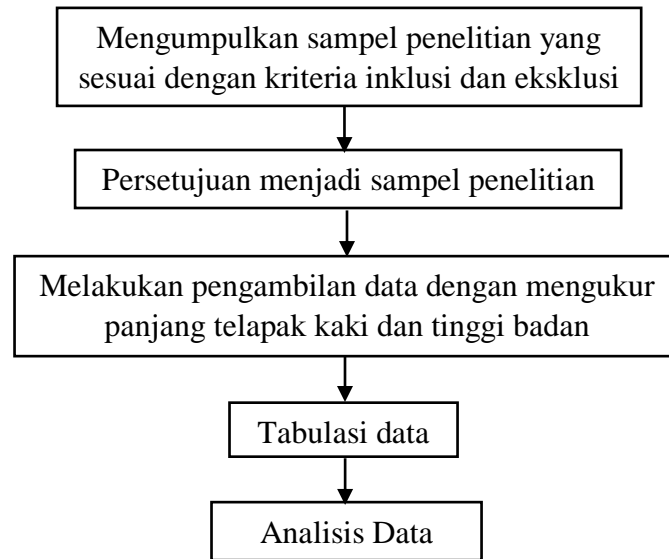 Mengumpulkan sampel penelitian yang
sesuai dengan kriteria inklusi dan eksklusi
Persetujuan menjadi sampel penelitian
Melakukan pengambilan data dengan mengukur
panjang telapak kaki dan tinggi badan
Tabulasi data
Analisis Data